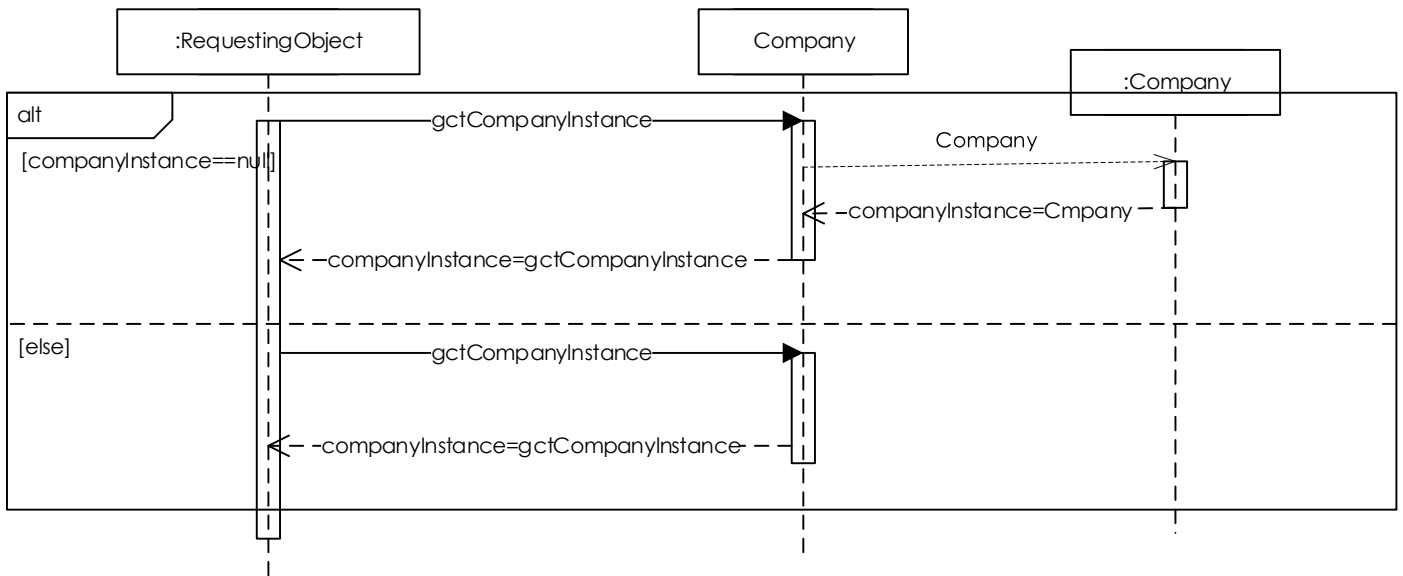 :RequestingObject
Company
:Company
alt
gctCompanyInstance
[companyInstance==null]
Company
companyInstance=Cmpany
companyInstance=gctCompanyInstance
[else]
gctCompanyInstance
companyInstance=gctCompanyInstance